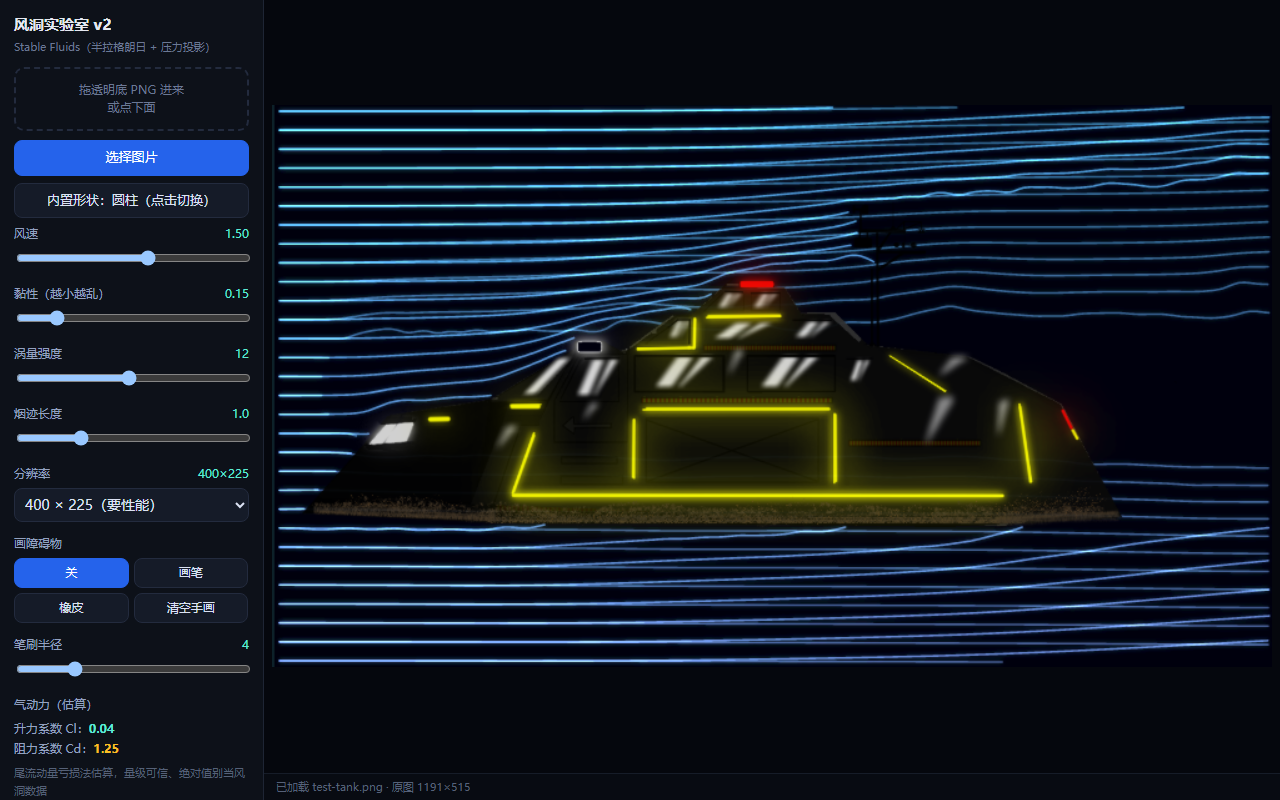 风洞实验室 v2
Stable Fluids（半拉格朗日 + 压力投影）
拖透明底 PNG 进来
或点下面
选择图片
内置形状：圆柱（点击切换）
风速 1.50
黏性（越小越乱） 0.15
涡量强度 12
烟迹长度 1.0
分辨率 400×225
400 × 225（要性能）
画障碍物
关 画笔
橡皮 清空手画
笔刷半径 4
气动力（估算）
升力系数 Cl：0.04
阻力系数 Cd：1.25
尾流动量亏损法估算，量级可信、绝对值别当风
洞数据
已加载 test-tank.png · 原图 1191×515